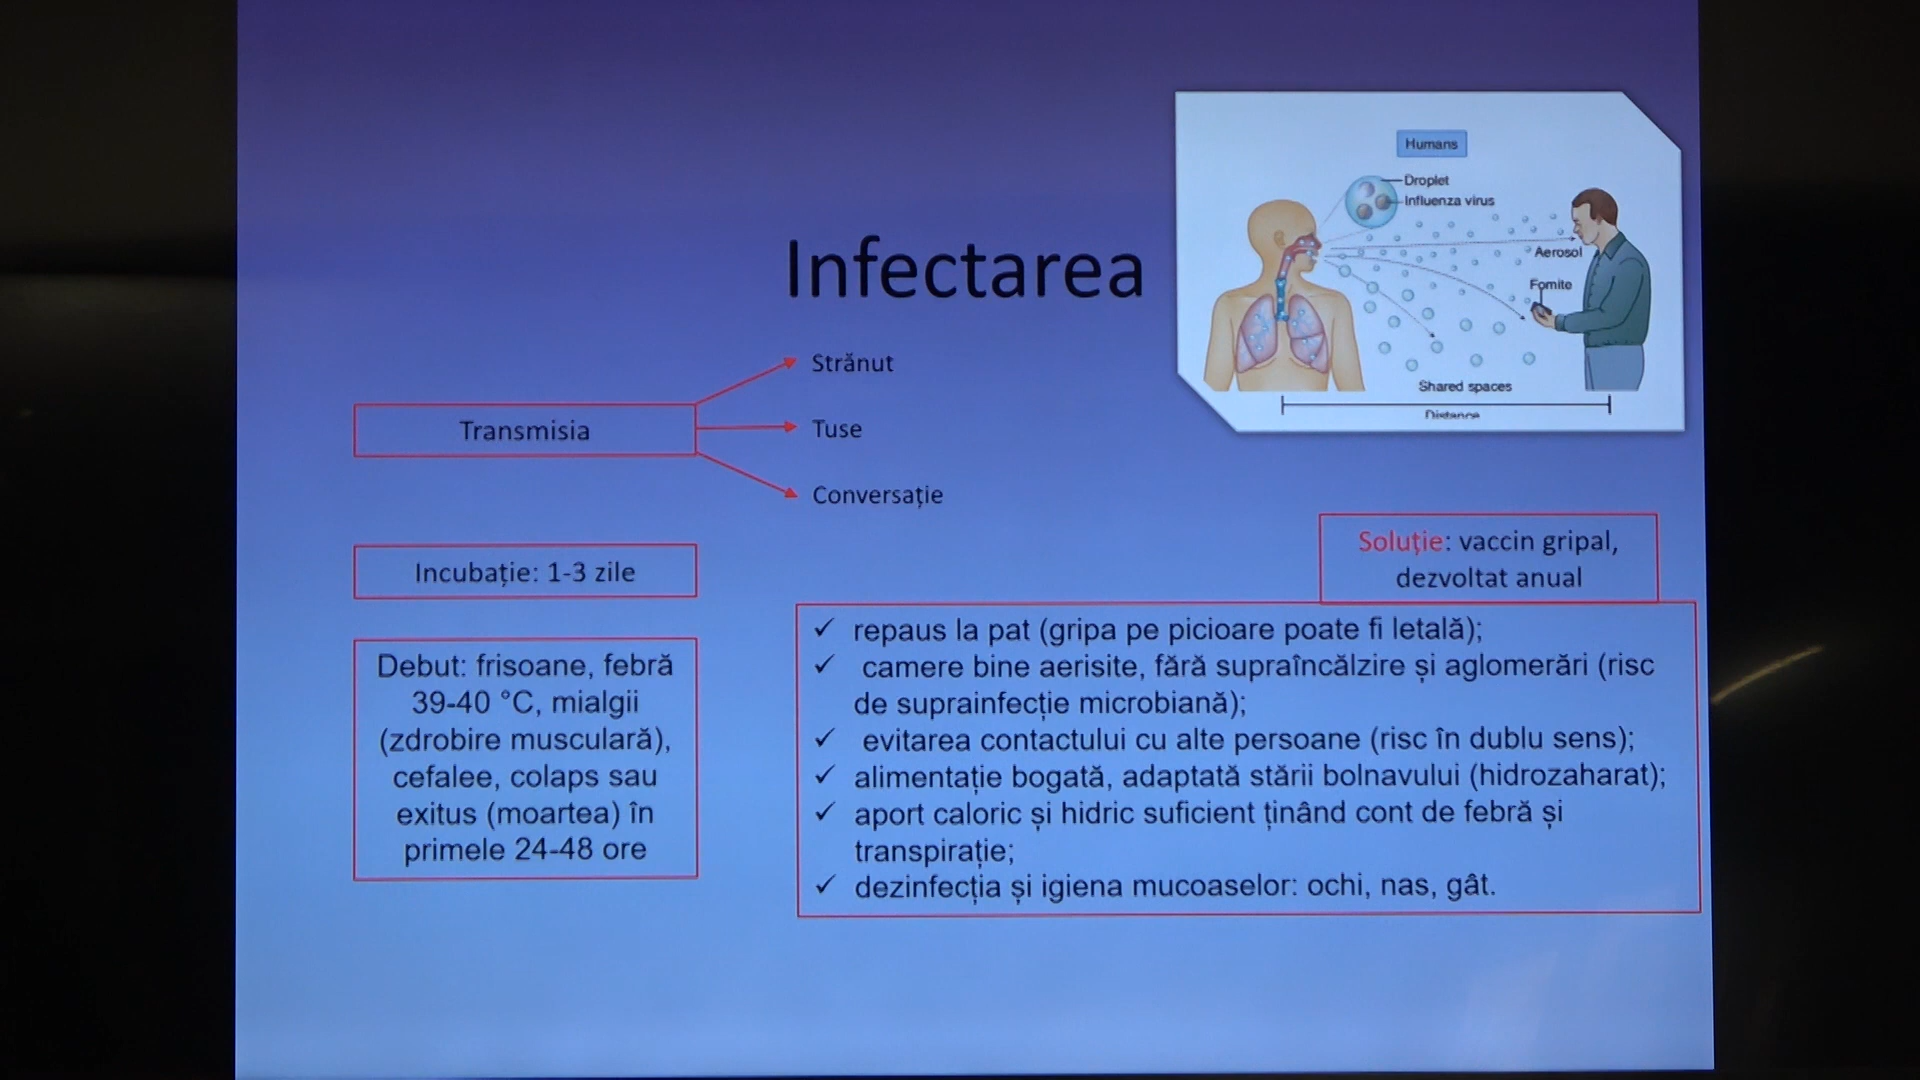 Humans
Droplet
Influenza virus
Aerosol
Fomite
Shared spaces
Distance
Infectarea
Transmisia
Strănut
Tuse
Conversație
Incubație: 1-3 zile
Debut: frisoane, febră
39-40 °C, mialgii
(zdrobire musculară),
cefalee, colaps sau
exitus (moartea) în
primele 24-48 ore
Soluție: vaccin gripal,
dezvoltat anual
✓ repaus la pat (gripa pe picioare poate fi letală);
✓ camere bine aerisite, fără supraîncălzire și aglomerări (risc
de suprainfecție microbiană);
✓ evitarea contactului cu alte persoane (risc în dublu sens);
✓ alimentație bogată, adaptată stării bolnavului (hidrozaharat);
✓ aport caloric și hidric suficient ținând cont de febră și
transpirație;
✓ dezinfecția și igiena mucoaselor: ochi, nas, gât.